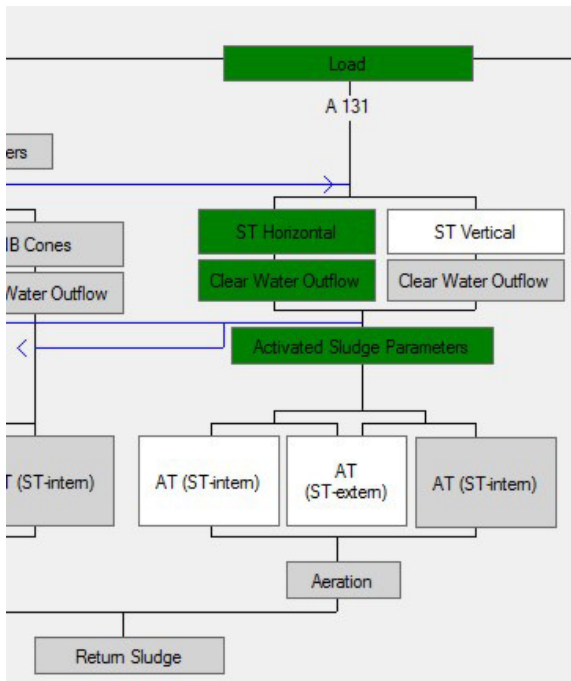 Load
A 131
ers
ST Horizontal
ST Vertical
IB Cones
Clear Water Outflow
Clear Water Outflow
Water Outflow
Activated Sludge Parameters
T (ST-intern)
AT (ST-intern)
AT
(ST-extern)
AT (ST-intern)
Aeration
Return Sludge